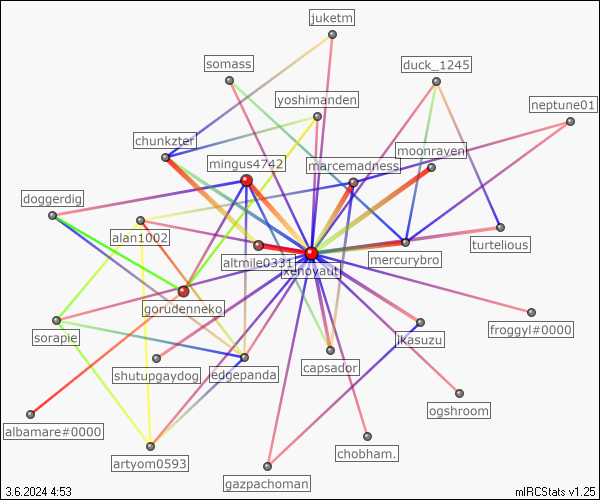 juketm
somass
duck_1245
yoshimanden
neptune01
chunkzter
moonraven
mingus4742
marcemadness
doggerdig
alan1002
turtelious
altmile0331
mercurybro
xenoyaut
gorudenneko
froggyl#0000
sorapie
ikasuzu
shutupgaydog
edgepanda
capsador
ogshroom
albamare#0000
chobham.
artyom0593
gazpachoman
3.6.2024 4:53
mIRCStats v1.25